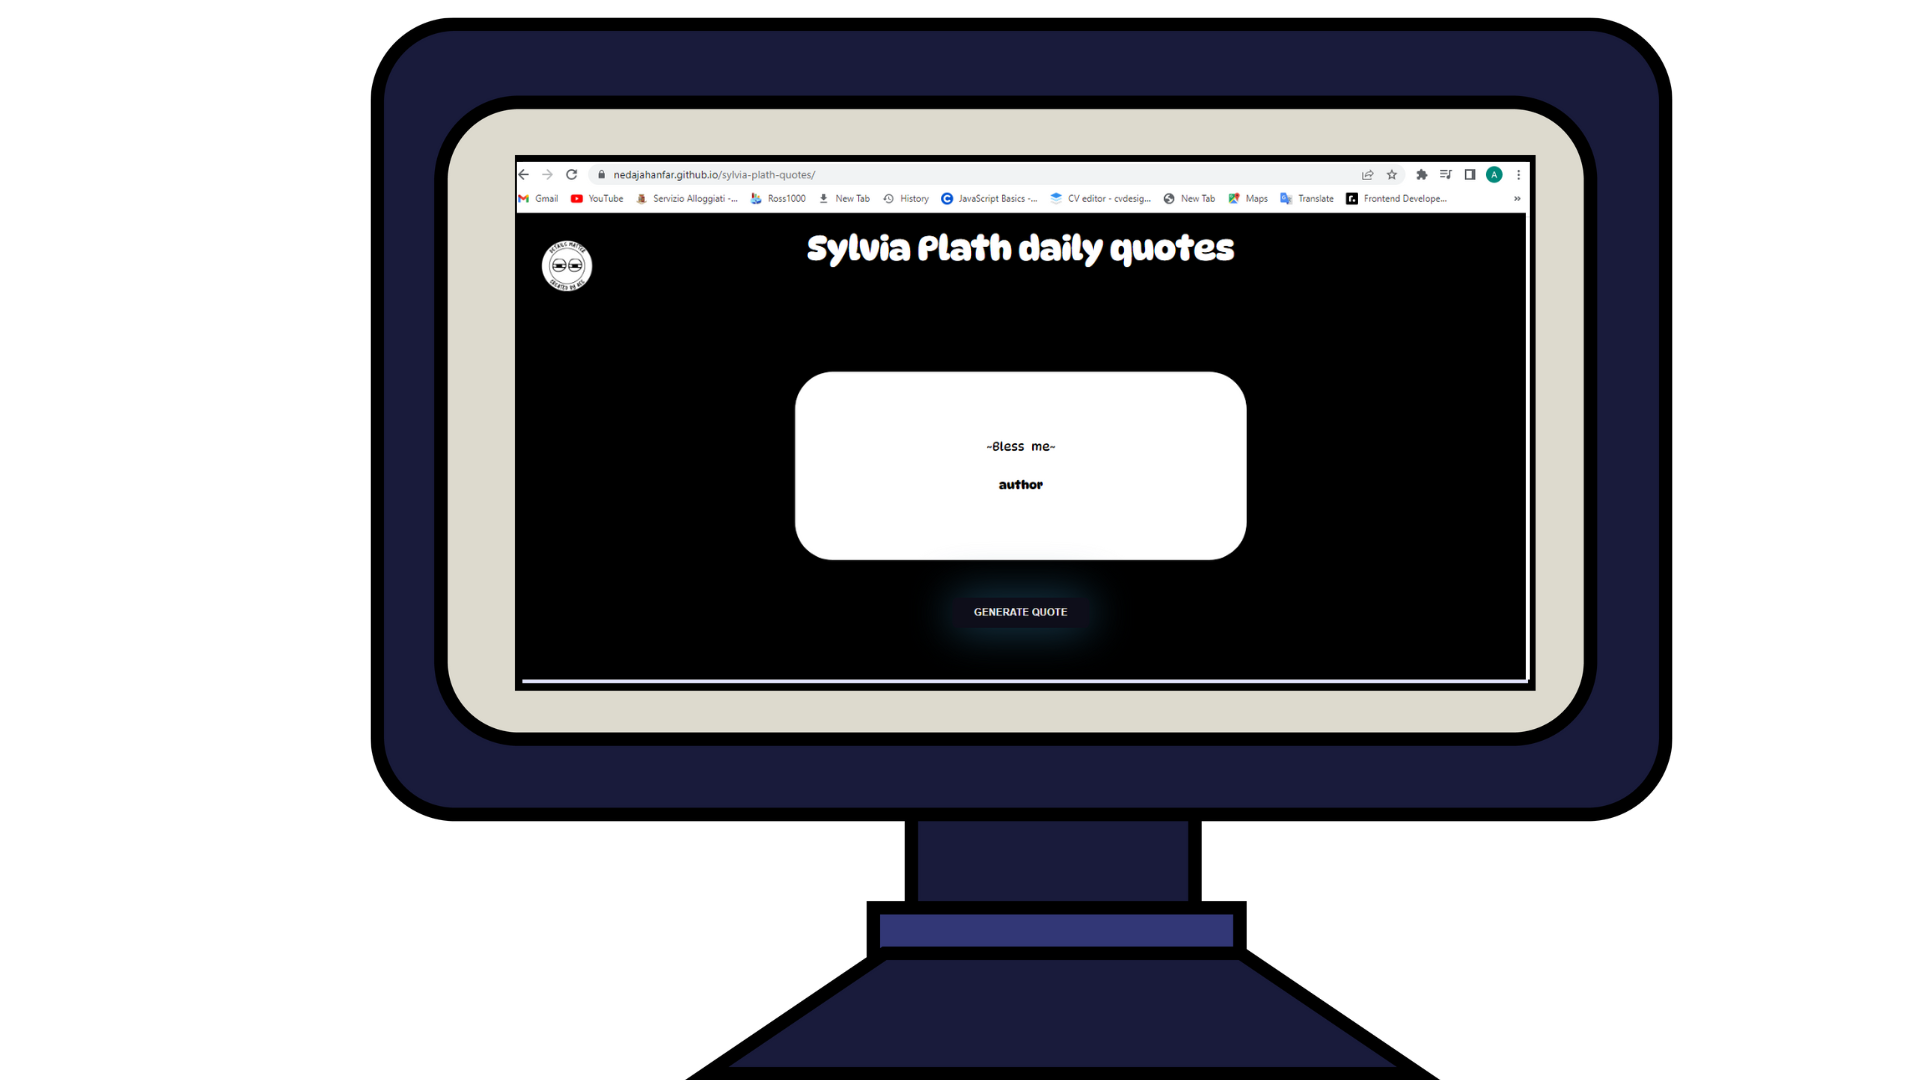 nedajahanfar.github.io/sylvia-plath-quotes/
A
Gmail YouTube Servizio Alloggiati -... Ross1000 New Tab History JavaScript Basics -... CV editor - cvdesig... New Tab Maps Translate Frontend Develope... »
Sylvia Plath daily quotes
~Bless me~
author
GENERATE QUOTE